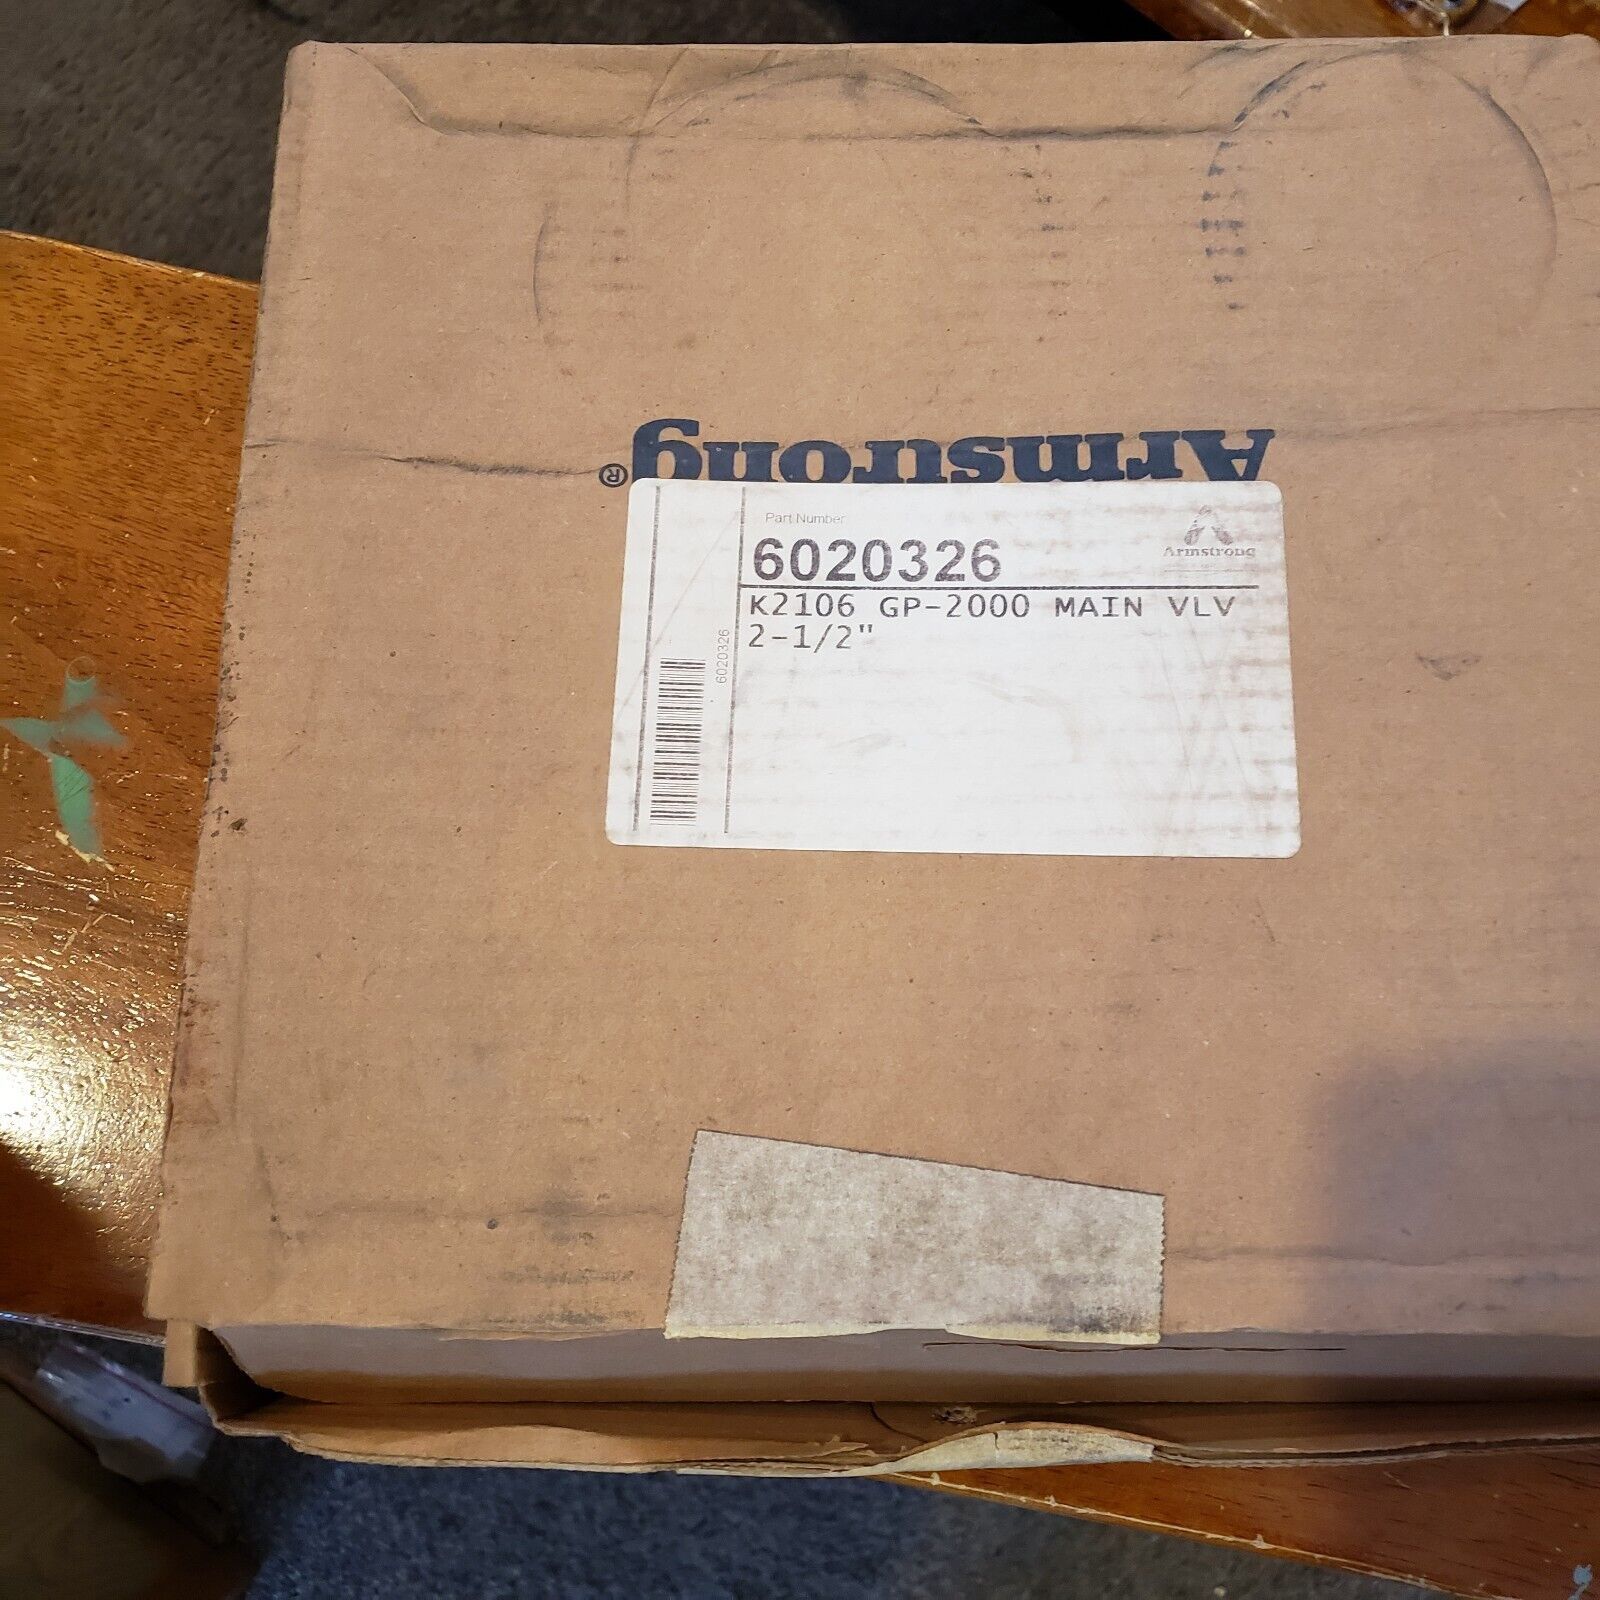 Armstrong®
Part Number
6020326
Armstrong
K2106 GP-2000 MAIN VLV
2-1/2"
6020326